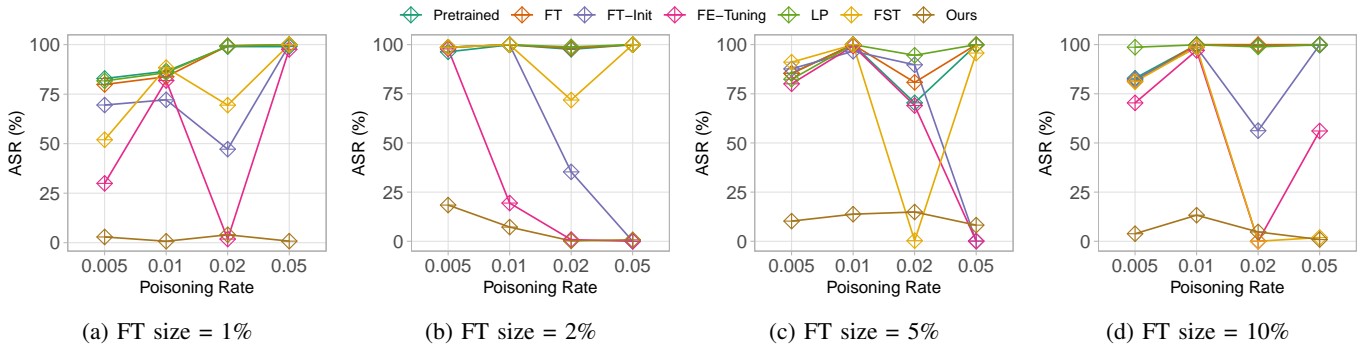 Pretrained FT FT−Init FE−Tuning LP FST Ours
ASR (%)
100
75
50
25
0
0.005 0.01 0.02 0.05
Poisoning Rate
(a) FT size = 1%
ASR (%)
100
75
50
25
0
0.005 0.01 0.02 0.05
Poisoning Rate
(b) FT size = 2%
ASR (%)
100
75
50
25
0
0.005 0.01 0.02 0.05
Poisoning Rate
(c) FT size = 5%
ASR (%)
100
75
50
25
0
0.005 0.01 0.02 0.05
Poisoning Rate
(d) FT size = 10%